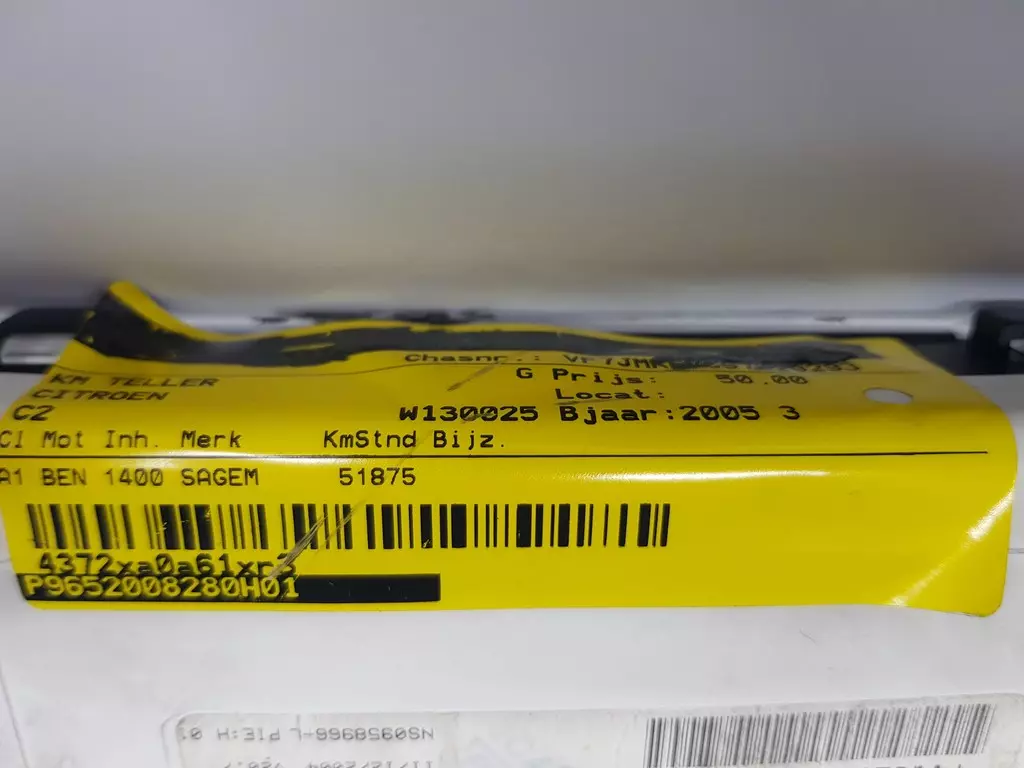 Chasnr.:
KM TELLER G Prijs: 50.00
CITROEN Locat:
C2 W130025 Bjaar:2005 3
Cl Mot Inh. Merk KmStnd Bijz.
A1 BEN 1400 SAGEM 51875
4372xa0a61xr3
P9652008280H01